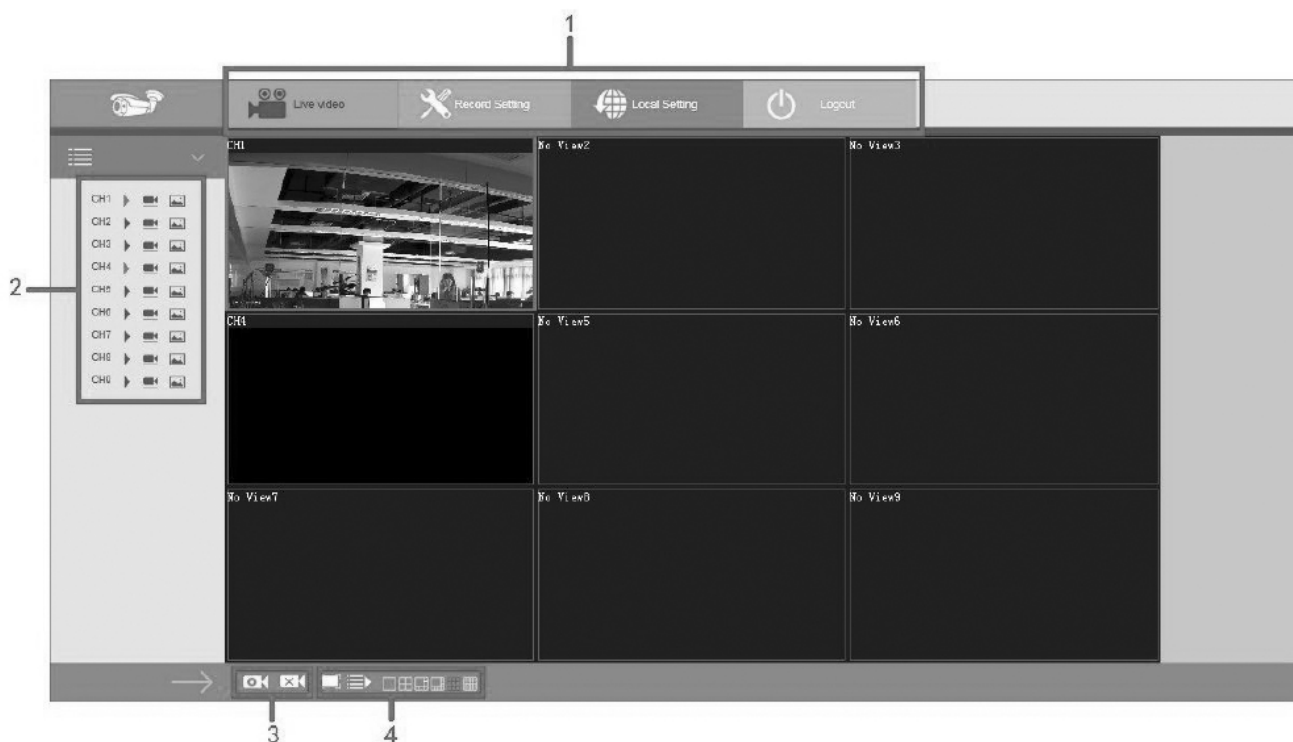 1
Live video Record Setting Local Setting Logout
CH1 No View2 No View3
CH1
CH2
CH3
CH4
2
CH5
CH6
CH7
CH8
CH9
CH4 No View5 No View6
No View7 No View8 No View9
3 4